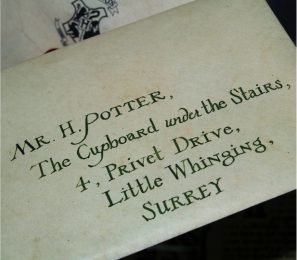 Mr. H. Potter,
The Cupboard under the Stairs,
4, Privet Drive,
Little Whinging,
Surrey